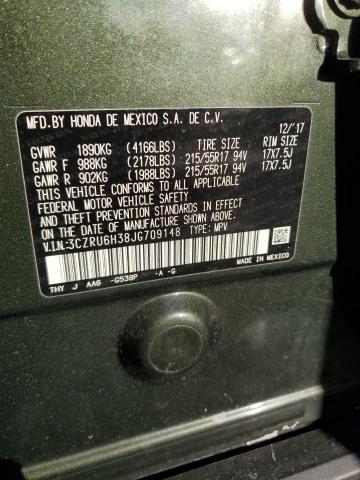 MFD.BY HONDA DE MEXICO S.A. DE C.V.
12/'17
GVWR 1890KG (4166LBS) TIRE SIZE RIM SIZE
GAWR F 988KG (2178LBS) 215/55R17 94V 17X7.5J
GAWR R 902KG (1988LBS) 215/55R17 94V 17X7.5J
THIS VEHICLE CONFORMS TO ALL APPLICABLE
FEDERAL MOTOR VEHICLE SAFETY STANDARDS IN EFFECT
ON THE DATE OF MANUFACTURE SHOWN ABOVE.
V.I.N:3CZRU6H38JG709148 TYPE: MPV
THY J AA6 -G539P -A -G MADE IN MEXICO